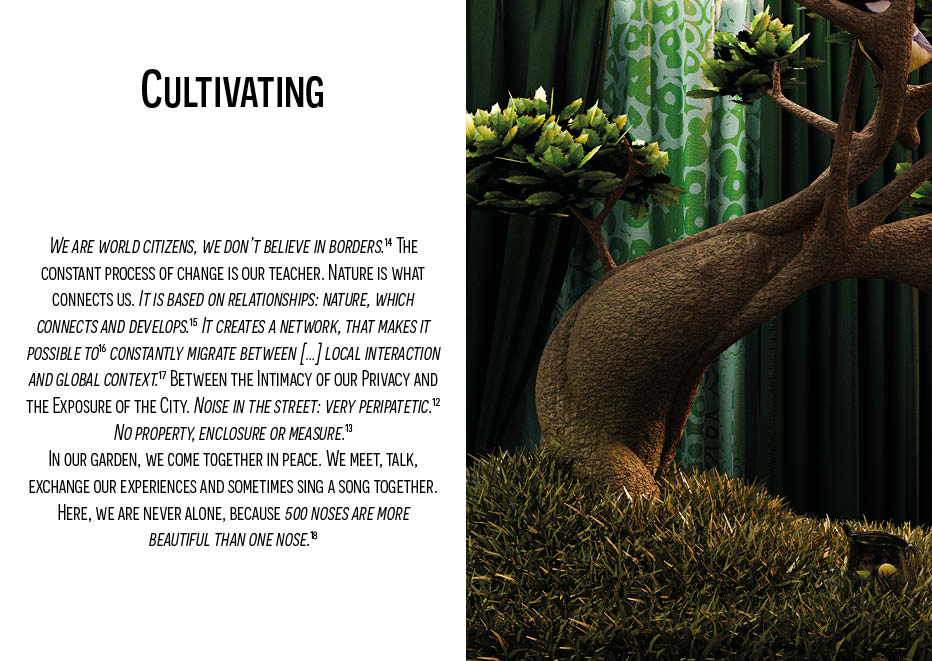 Cultivating
We are world citizens, we don’t believe in borders.¹⁴ The
constant process of change is our teacher. Nature is what
connects us. It is based on relationships: nature, which
connects and develops.¹⁵ It creates a network, that makes it
possible to¹⁶ constantly migrate between [...] local interaction
and global context.¹⁷ Between the Intimacy of our Privacy and
the Exposure of the City. Noise in the street: very peripatetic.¹²
No property, enclosure or measure.¹³
In our garden, we come together in peace. We meet, talk,
exchange our experiences and sometimes sing a song together.
Here, we are never alone, because 500 noses are more
beautiful than one nose.¹⁸